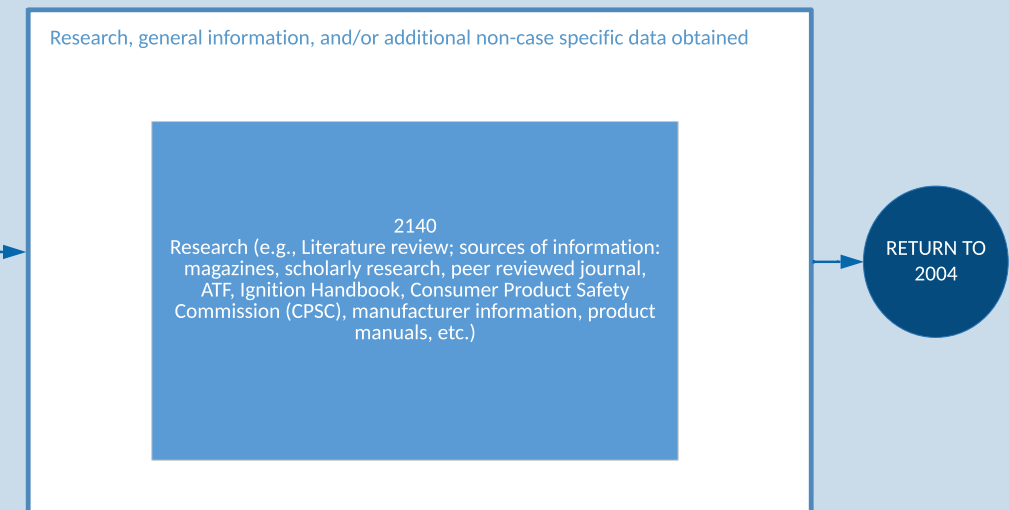 Research, general information, and/or additional non-case specific data obtained
2140
Research (e.g., Literature review; sources of information:
magazines, scholarly research, peer reviewed journal,
ATF, Ignition Handbook, Consumer Product Safety
Commission (CPSC), manufacturer information, product
manuals, etc.)
RETURN TO
2004